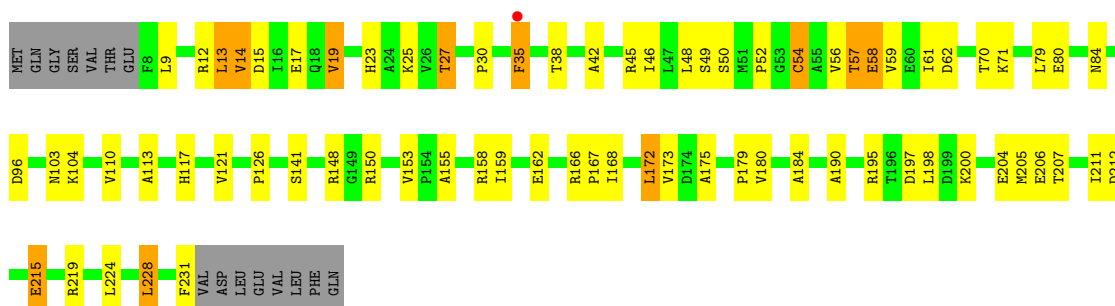 MET GLN GLY SER VAL THR GLU F8 L9 R12 L13 V14 D15 I16 E17 Q18 V19 H23 A24 K25 V26 T27 P30 F35 T38 A42 R45 I46 L47 L48 S49 S50 M51 P52 G53 C54 A55 V56 T57 E58 V59 E60 I61 D62 T70 K71 L79 E80 N84
D96 N103 K104 V110 A113 H117 V121 P126 S141 R148 G149 R150 V153 P154 A155 R158 I159 E162 R166 P167 I168 L172 V173 D174 A175 P179 V180 A184 A190 R195 T196 D197 L198 D199 K200 E204 M205 E206 T207 I211 D212
E215 R219 L224 L228 F231 VAL ASP LEU GLU VAL LEU PHE GLN